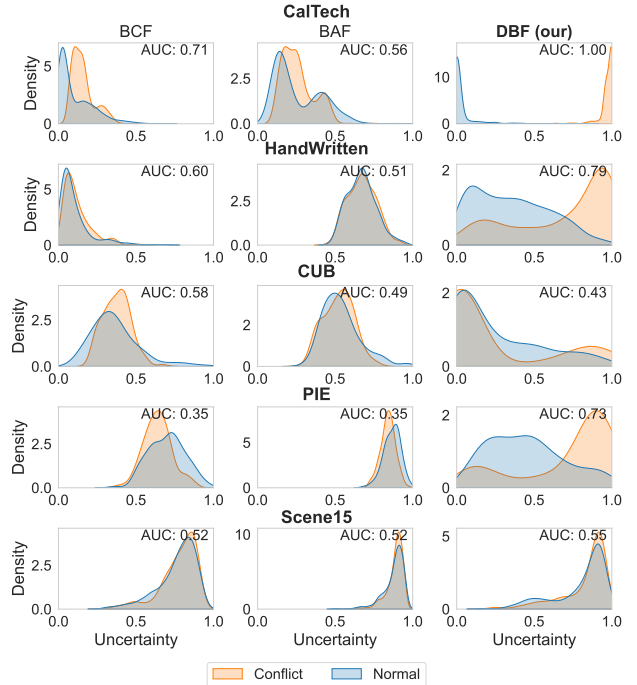 CalTech
BCF BAF DBF (our)
AUC: 0.71 AUC: 0.56 AUC: 1.00
Density
5 2.5 10
0.0 0.0 0
0.0 0.5 1.0 0.0 0.5 1.0 0.0 0.5 1.0
HandWritten
AUC: 0.60 AUC: 0.51 AUC: 0.79
Density
5 2.5 2
0 0.0 0
0.0 0.5 1.0 0.0 0.5 1.0 0.0 0.5 1.0
CUB
AUC: 0.58 AUC: 0.49 AUC: 0.43
Density
2.5 2 2
0.0 0 0
0.0 0.5 1.0 0.0 0.5 1.0 0.0 0.5 1.0
PIE
AUC: 0.35 AUC: 0.35 AUC: 0.73
Density
2.5 5 2
0.0 0 0
0.0 0.5 1.0 0.0 0.5 1.0 0.0 0.5 1.0
Scene15
AUC: 0.52 AUC: 0.52 AUC: 0.55
Density
2.5 10 5
0.0 0 0
0.0 0.5 1.0 0.0 0.5 1.0 0.0 0.5 1.0
Uncertainty Uncertainty Uncertainty
Conflict Normal